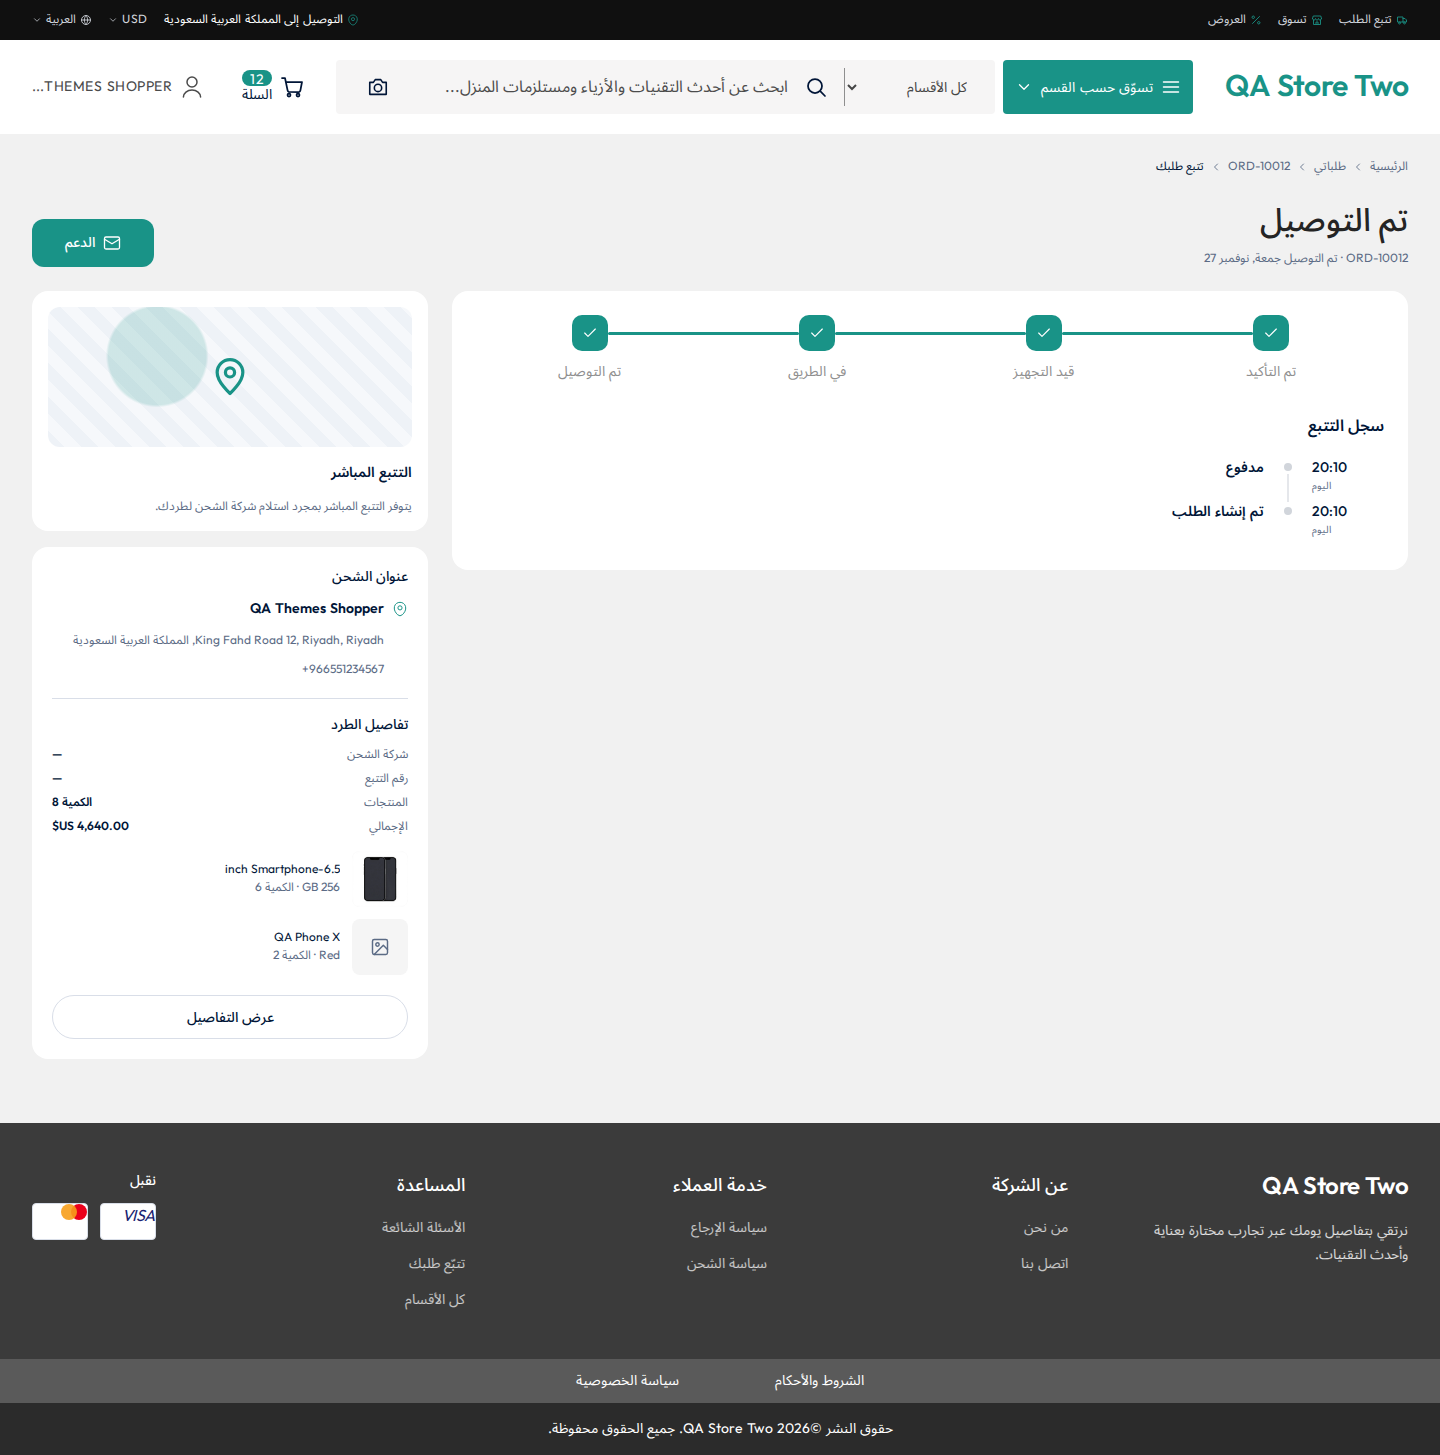 تتبع الطلب
تسوق
العروض
التوصيل إلى المملكة العربية السعودية
USD
العربية
QA Store Two
تسوّق حسب القسم
كل الأقسام
ابحث عن أحدث التقنيات والأزياء ومستلزمات المنزل...
12
السلة
THEMES SHOPPER...
الرئيسية
طلباتي
ORD-10012
تتبع طلبك
تم التوصيل
ORD-10012 · تم التوصيل جمعة, نوفمبر 27
الدعم
تم التأكيد
قيد التجهيز
في الطريق
تم التوصيل
سجل التتبع
20:10
اليوم
مدفوع
20:10
اليوم
تم إنشاء الطلب
التتبع المباشر
يتوفر التتبع المباشر بمجرد استلام شركة الشحن لطردك.
عنوان الشحن
QA Themes Shopper
King Fahd Road 12, Riyadh, Riyadh, المملكة العربية السعودية
+966551234567
تفاصيل الطرد
شركة الشحن —
رقم التتبع —
المنتجات الكمية 8
الإجمالي $US 4,640.00
inch Smartphone-6.5
GB 256 · الكمية 6
QA Phone X
Red · الكمية 2
عرض التفاصيل
QA Store Two
نرتقي بتفاصيل يومك عبر تجارب مختارة بعناية
وأحدث التقنيات.
عن الشركة
من نحن
اتصل بنا
خدمة العملاء
سياسة الإرجاع
سياسة الشحن
المساعدة
الأسئلة الشائعة
تتبّع طلبك
كل الأقسام
نقبل
VISA
الشروط والأحكام
سياسة الخصوصية
حقوق النشر ©2026 QA Store Two. جميع الحقوق محفوظة.